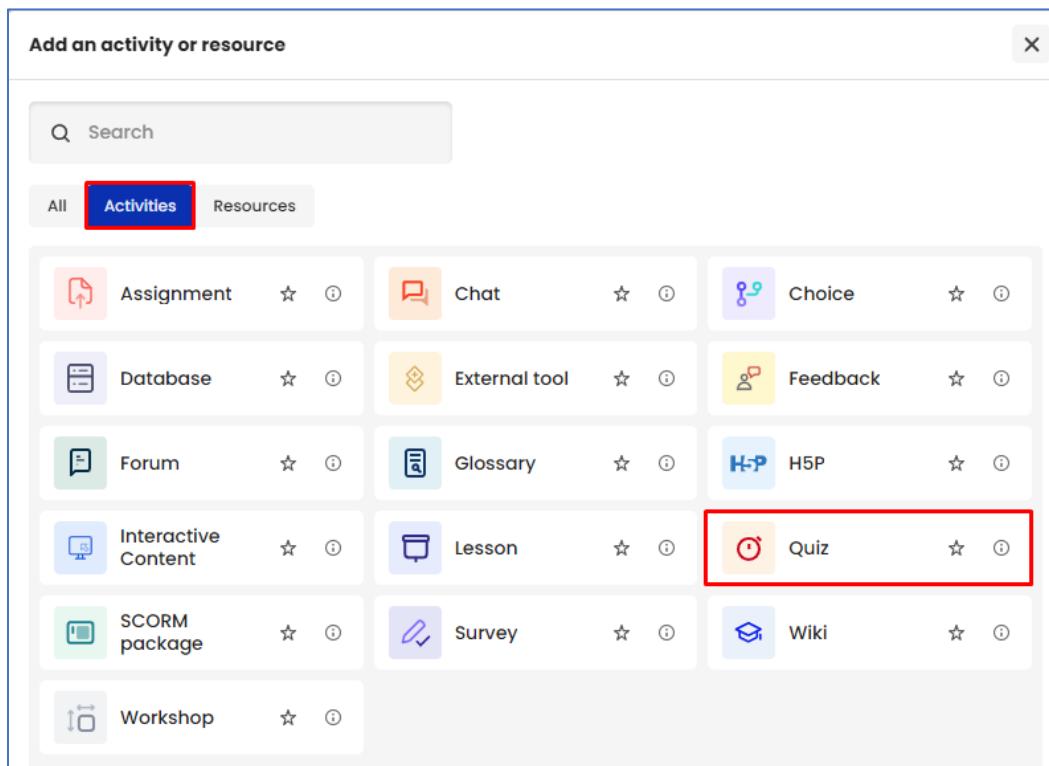 Add an activity or resource
Search
All Activities Resources
Assignment Chat Choice
Database External tool Feedback
Forum Glossary H5P H5P
Interactive
Content Lesson Quiz
SCORM
package Survey Wiki
Workshop